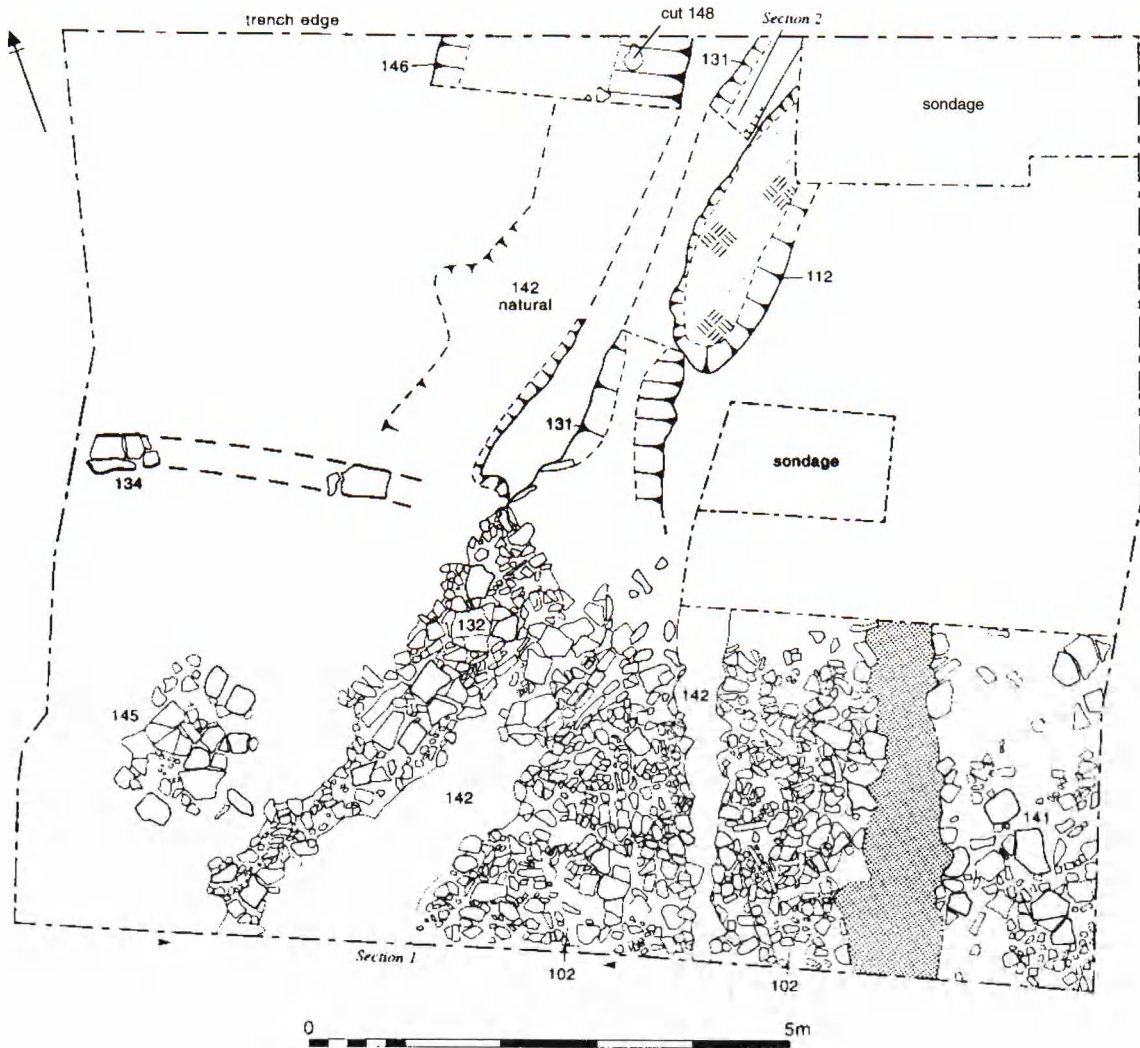 trench edge
cut 148
Section 2
146
131
sondage
112
142
natural
131
134
sondage
132
142
145
142
141
Section 1
102
102
0
5m